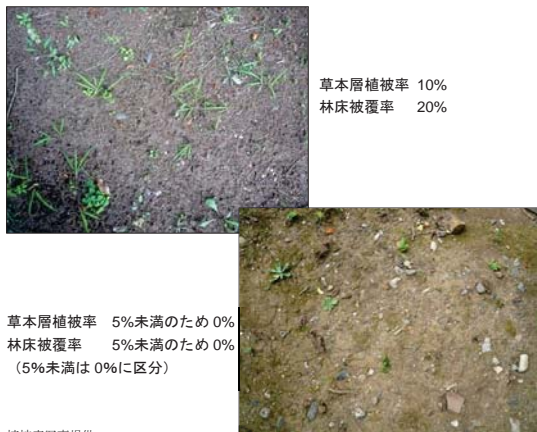 草本層植被率 10%
林床被覆率 20%
草本層植被率 5%未満のため 0%
林床被覆率 5%未満のため 0%
（5%未満は 0%に区分）